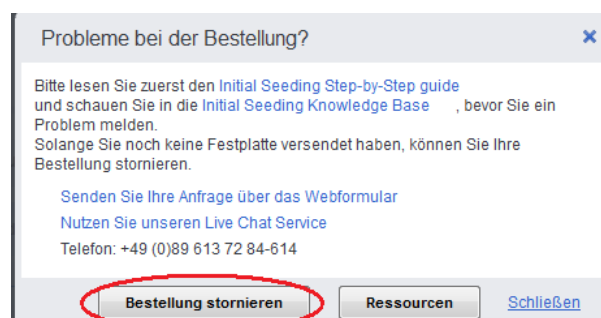 Probleme bei der Bestellung?
Bitte lesen Sie zuerst den Initial Seeding Step-by-Step guide
und schauen Sie in die Initial Seeding Knowledge Base , bevor Sie ein
Problem melden.
Solange Sie noch keine Festplatte versendet haben, können Sie Ihre
Bestellung stornieren.
Senden Sie Ihre Anfrage über das Webformular
Nutzen Sie unseren Live Chat Service
Telefon: +49 (0)89 613 72 84-614
Bestellung stornieren Ressourcen Schließen